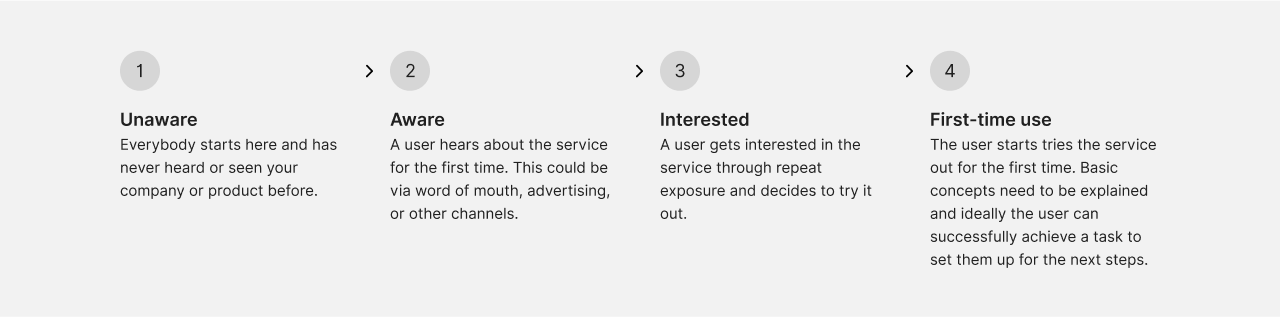 1
2
3
4
Unaware
Everybody starts here and has
never heard or seen your
company or product before.
Aware
A user hears about the service
for the first time. This could be
via word of mouth, advertising,
or other channels.
Interested
A user gets interested in the
service through repeat
exposure and decides to try it
out.
First-time use
The user starts tries the service
out for the first time. Basic
concepts need to be explained
and ideally the user can
successfully achieve a task to
set them up for the next steps.